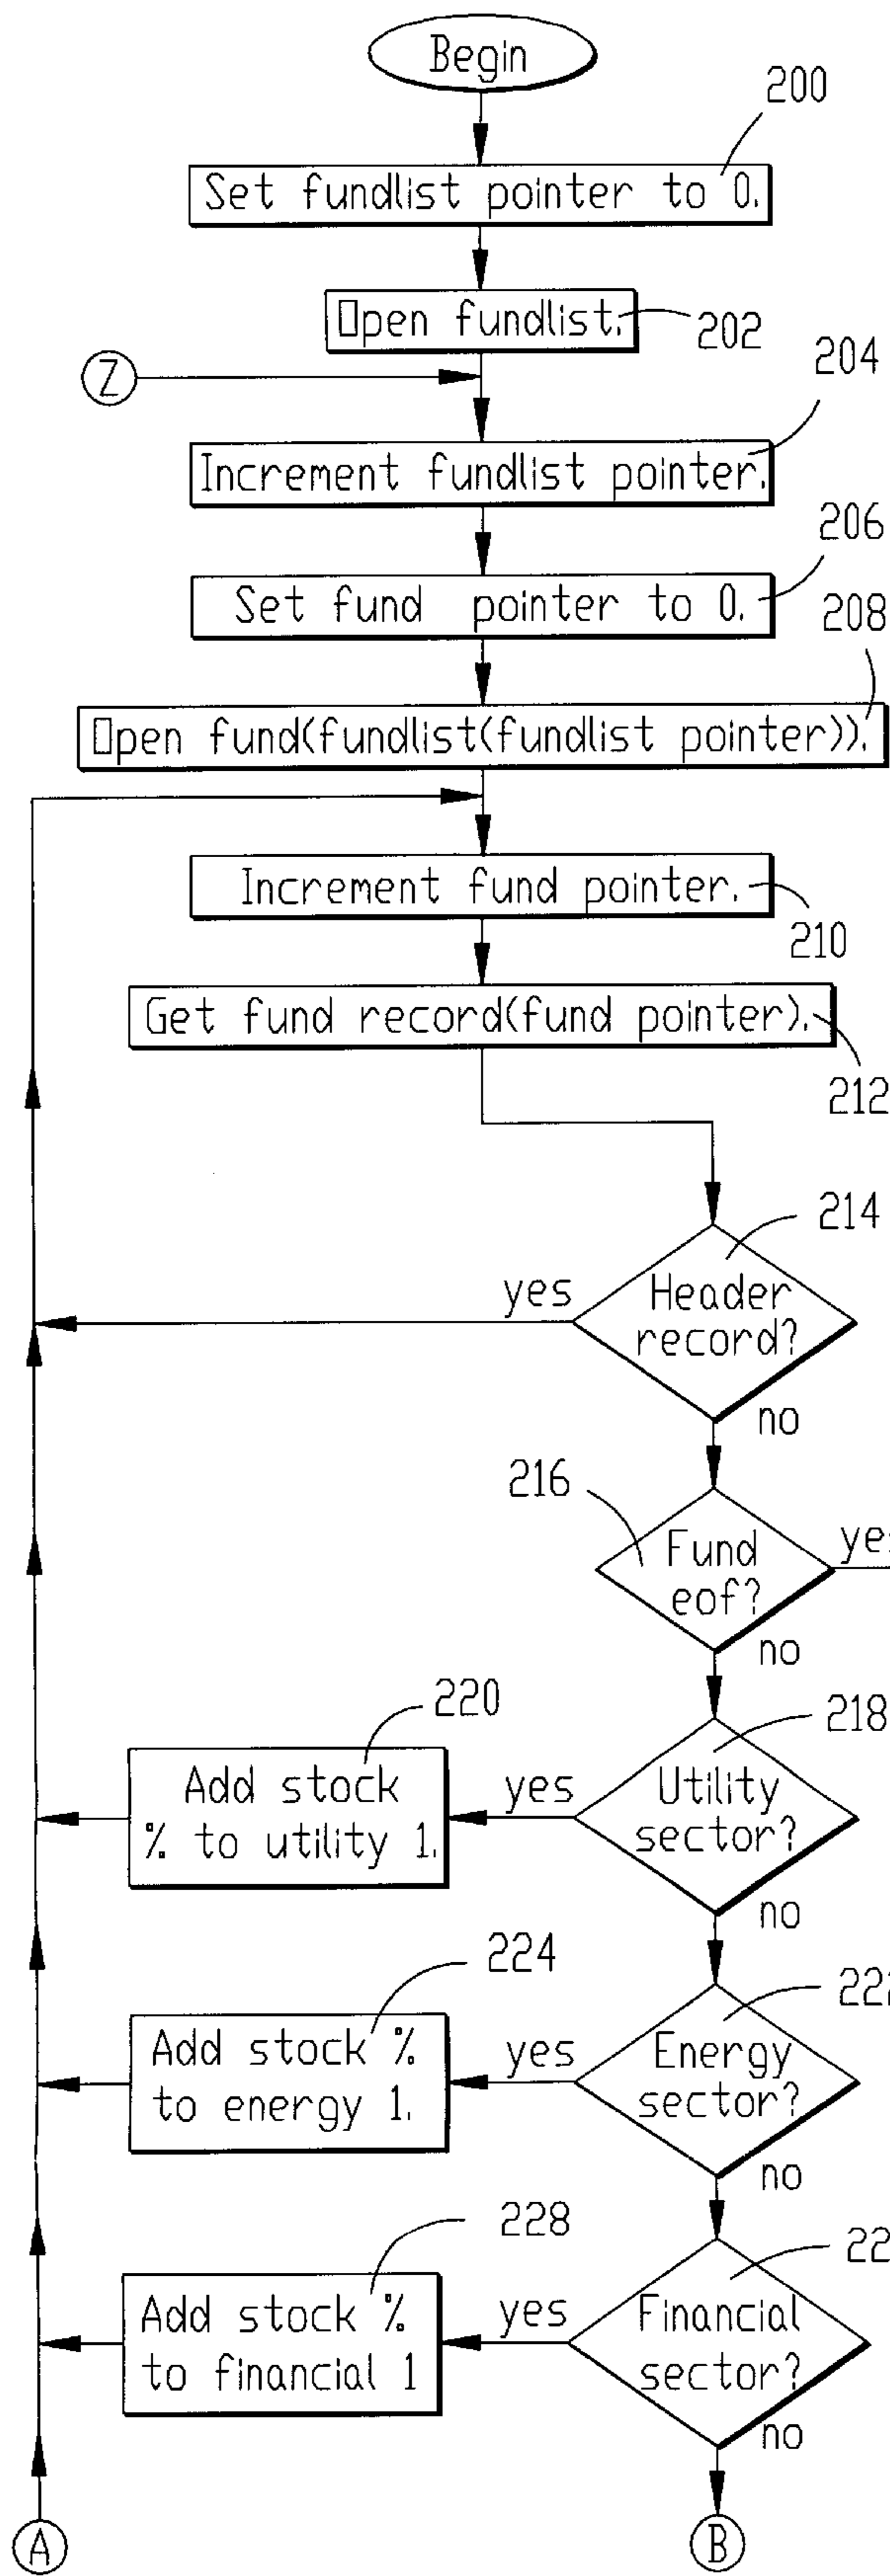 Begin
200
Set fundlist pointer to 0.
Open fundlist.
202
Z
204
Increment fundlist pointer.
206
Set fund pointer to 0.
208
Open fund(fundlist(fundlist pointer)).
Increment fund pointer.
210
Get fund record(fund pointer).
212
214
yes
Header
record?
no
216
Fund
eof?
yes
no
220
218
Add stock
% to utility 1.
yes
Utility
sector?
no
224
222
Add stock %
to energy 1.
yes
Energy
sector?
no
228
22
Add stock %
to financial 1
yes
Financial
sector?
no
A
B